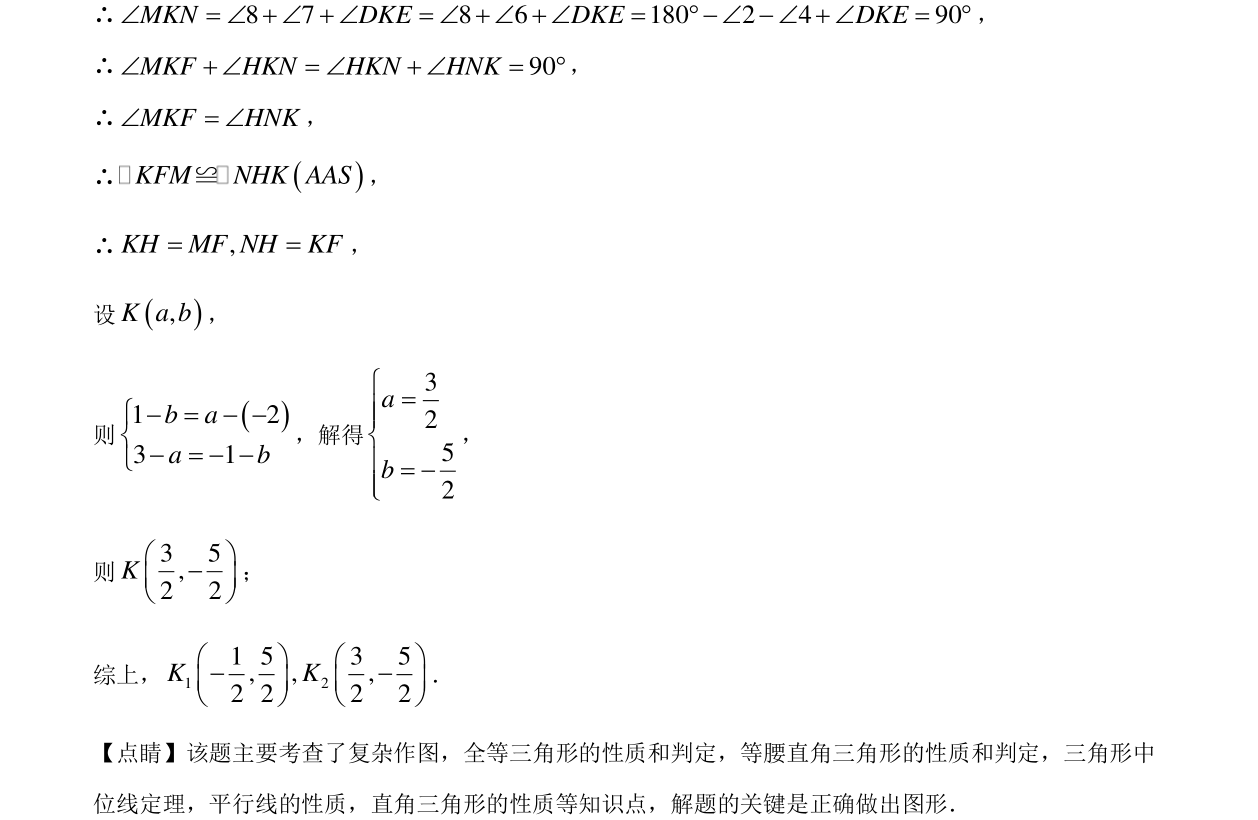 ∴ ∠MKN = ∠8 + ∠7 + ∠DKE = ∠8 + ∠6 + ∠DKE = 180° − ∠2 − ∠4 + ∠DKE = 90°，
∴ ∠MKF + ∠HKN = ∠HKN + ∠HNK = 90°，
∴ ∠MKF = ∠HNK，
∴ □KFM ≌ □NHK(AAS)，
∴ KH = MF, NH = KF，
设 K(a,b)，
则 {1−b = a−(−2); 3−a = −1−b}，解得 {a = 3/2; b = −5/2}，
则 K(3/2, −5/2)；
综上，K₁(−1/2, 5/2), K₂(3/2, −5/2)．
【点睛】该题主要考查了复杂作图，全等三角形的性质和判定，等腰直角三角形的性质和判定，三角形中
位线定理，平行线的性质，直角三角形的性质等知识点，解题的关键是正确做出图形．